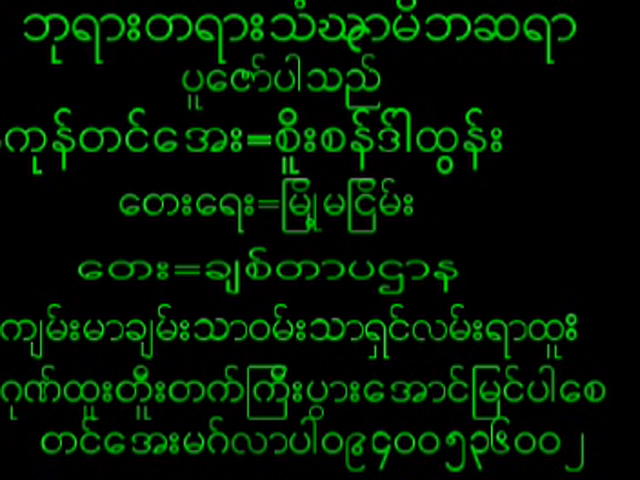 ဘုရားတရားသံဃာမိဘဆရာ
ပူဇော်ပါသည်
ကုန်တင်အေး=စိူးစန်ဒ်ါထွန်း
တေးရေး=မြို့မငြိမ်း
တေး=ချစ်တာပဌာန
ကျမ်းမာချမ်းသာဝမ်းသာရှင်လမ်းရာထူး
ဂုဏ်ထူးတိူးတက်ကြီးပွားအောင်မြင်ပါစေ
တင်အေးမင်္ဂလာပါ၀၉၄၀၀၅၃၆၀၀၂